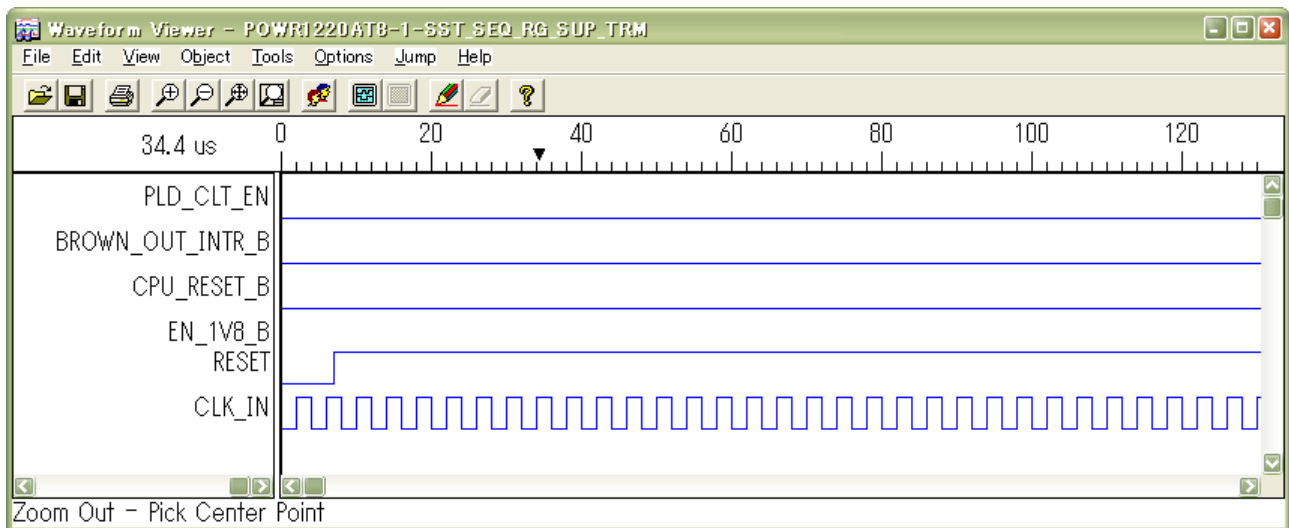 Waveform Viewer - POWR1220AT8-1-SST_SEQ_RG_SUP_TRM
File Edit View Object Tools Options Jump Help
34.4 us 0 20 40 60 80 100 120
PLD_CLT_EN
BROWN_OUT_INTR_B
CPU_RESET_B
EN_1V8_B
RESET
CLK_IN
Zoom Out - Pick Center Point